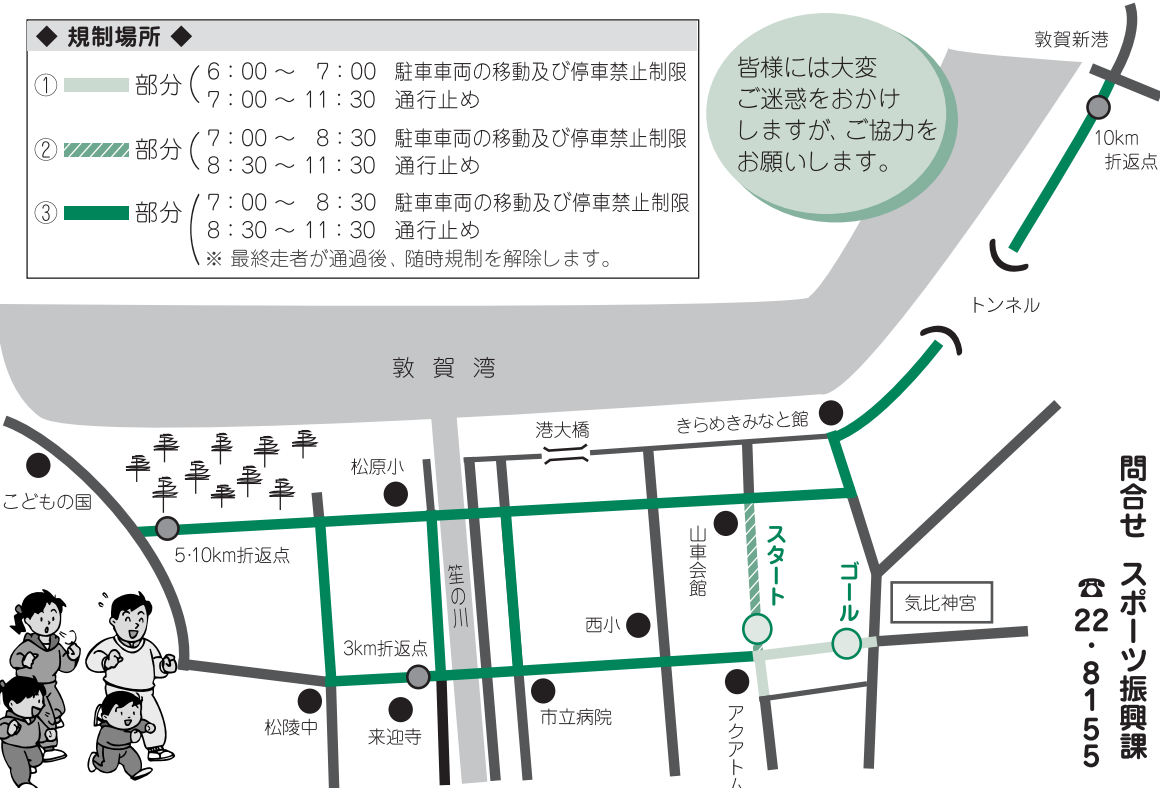 ◆ 規制場所 ◆
① 部分
6：00 ～ 7：00 駐車車両の移動及び停車禁止制限
7：00 ～ 11：30 通行止め
② 部分
7：00 ～ 8：30 駐車車両の移動及び停車禁止制限
8：30 ～ 11：30 通行止め
③ 部分
7：00 ～ 8：30 駐車車両の移動及び停車禁止制限
8：30 ～ 11：30 通行止め
※ 最終走者が通過後、随時規制を解除します。
皆様には大変
ご迷惑をおかけ
しますが、ご協力を
お願いします。
敦賀新港
10km
折返点
トンネル
敦賀湾
きらめきみなと館
港大橋
松原小
こどもの国
5·10km折返点
笙の川
山車会館
スタート
ゴール
気比神宮
西小
3km折返点
松陵中
来迎寺
市立病院
アクアトム
問合せ スポーツ振興課
☎22・8155